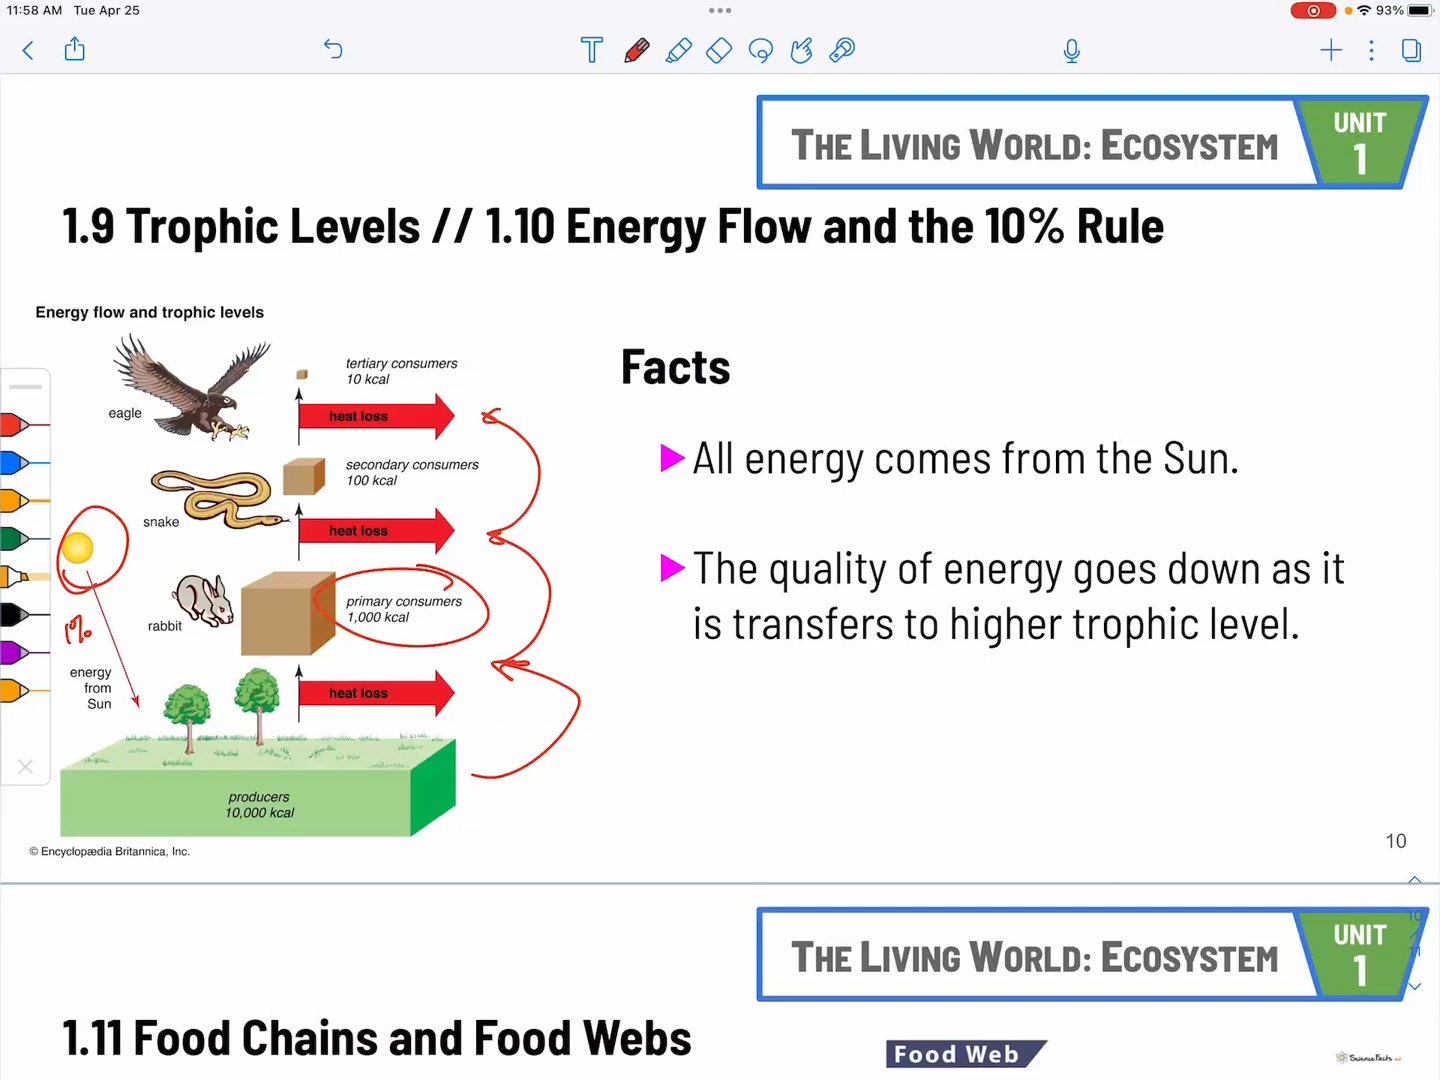 11:58 AM Tue Apr 25
93%
THE LIVING WORLD: ECOSYSTEM
UNIT
1
1.9 Trophic Levels // 1.10 Energy Flow and the 10% Rule
Energy flow and trophic levels
eagle
tertiary consumers
10 kcal
heat loss
secondary consumers
100 kcal
snake
heat loss
rabbit
primary consumers
1,000 kcal
1%
energy
from
Sun
heat loss
producers
10,000 kcal
© Encyclopædia Britannica, Inc.
Facts
All energy comes from the Sun.
The quality of energy goes down as it
is transfers to higher trophic level.
10
THE LIVING WORLD: ECOSYSTEM
UNIT
1
10
11
1.11 Food Chains and Food Webs
Food Web
ScienceFacts.net